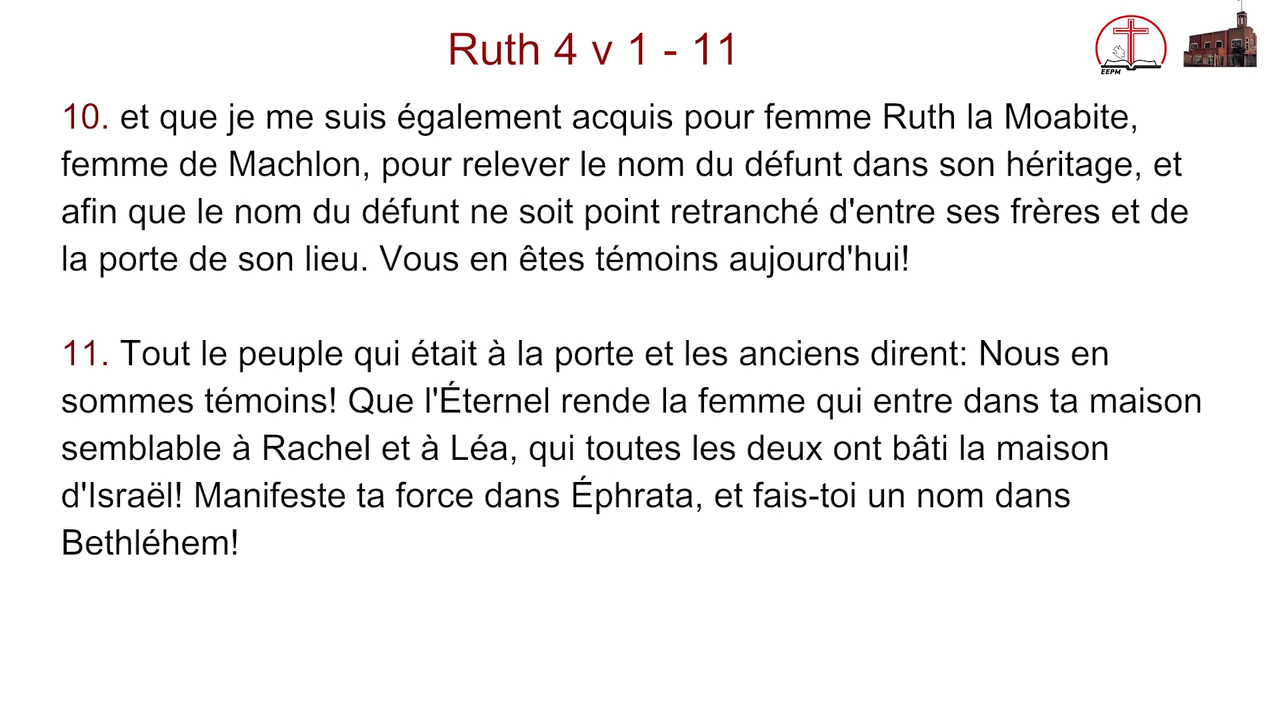 Ruth 4 v 1 - 11
EEPM
10. et que je me suis également acquis pour femme Ruth la Moabite,
femme de Machlon, pour relever le nom du défunt dans son héritage, et
afin que le nom du défunt ne soit point retranché d'entre ses frères et de
la porte de son lieu. Vous en êtes témoins aujourd'hui!
11. Tout le peuple qui était à la porte et les anciens dirent: Nous en
sommes témoins! Que l'Éternel rende la femme qui entre dans ta maison
semblable à Rachel et à Léa, qui toutes les deux ont bâti la maison
d'Israël! Manifeste ta force dans Éphrata, et fais-toi un nom dans
Bethléhem!